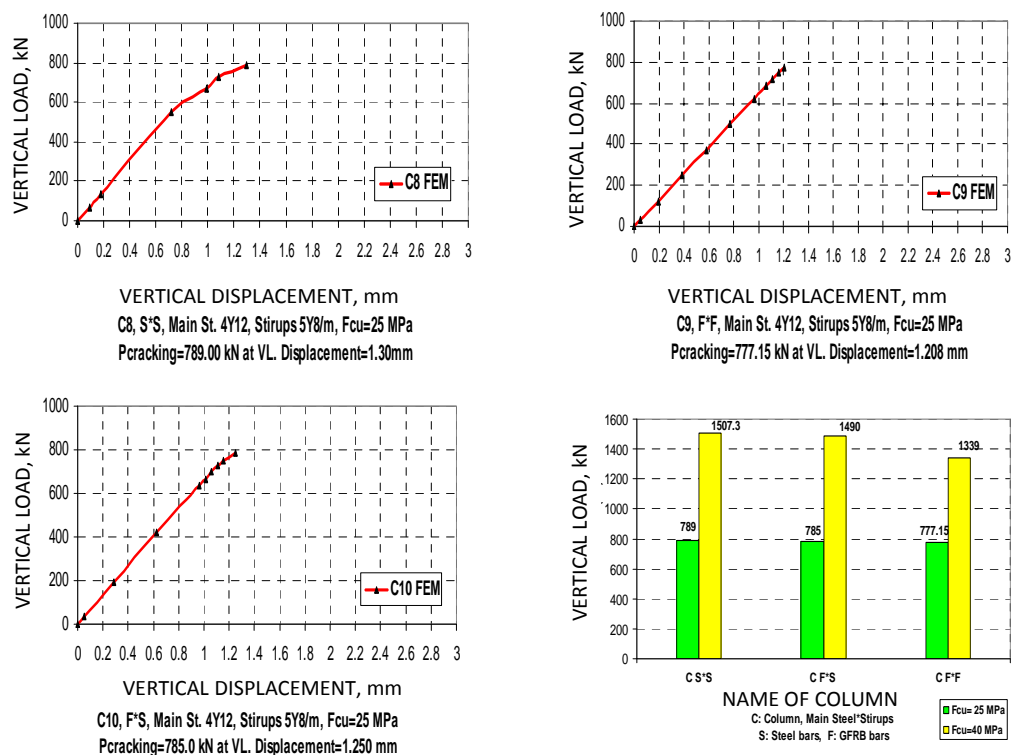 VERTICAL LOAD, kN
1000
800
600
400
200
0
C8 FEM
0 0.2 0.4 0.6 0.8 1 1.2 1.4 1.6 1.8 2 2.2 2.4 2.6 2.8 3
VERTICAL DISPLACEMENT, mm
C8, S*S, Main St. 4Y12, Stirups 5Y8/m, Fcu=25 MPa
Pcracking=789.00 kN at VL. Displacement=1.30mm
VERTICAL LOAD, kN
1000
800
600
400
200
0
C9 FEM
0 0.2 0.4 0.6 0.8 1 1.2 1.4 1.6 1.8 2 2.2 2.4 2.6 2.8 3
VERTICAL DISPLACEMENT, mm
C9, F*F, Main St. 4Y12, Stirups 5Y8/m, Fcu=25 MPa
Pcracking=777.15 kN at VL. Displacement=1.208 mm
VERTICAL LOAD, kN
1000
800
600
400
200
0
C10 FEM
0 0.2 0.4 0.6 0.8 1 1.2 1.4 1.6 1.8 2 2.2 2.4 2.6 2.8 3
VERTICAL DISPLACEMENT, mm
C10, F*S, Main St. 4Y12, Stirups 5Y8/m, Fcu=25 MPa
Pcracking=785.0 kN at VL. Displacement=1.250 mm
VERTICAL LOAD, kN
1600
1400
1200
1000
800
600
400
200
0
1507.3
1490
1339
789
785
777.15
C S*S C F*S C F*F
NAME OF COLUMN
C: Column, Main Steel*Stirups
S: Steel bars, F: GFRB bars
Fcu= 25 MPa
Fcu=40 MPa